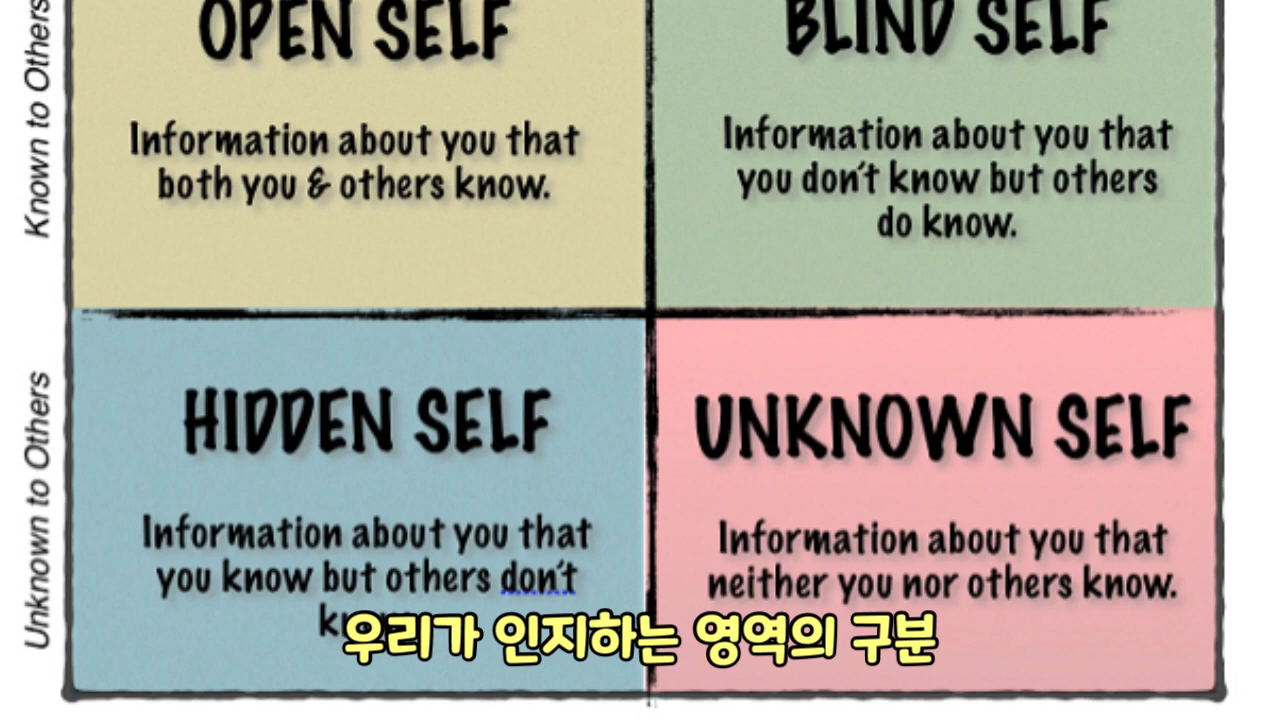 Known to Others
OPEN SELF
Information about you that
both you & others know.
BLIND SELF
Information about you that
you don't know but others
do know.
Unknown to Others
HIDDEN SELF
Information about you that
you know but others don't
UNKNOWN SELF
Information about you that
neither you nor others know.
우리가 인지하는 영역의 구분